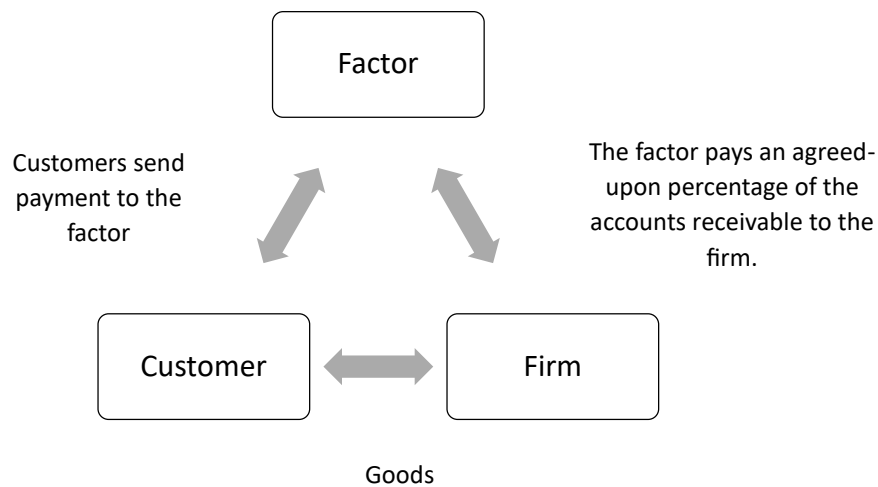 Factor
Customers send
payment to the
factor
The factor pays an agreed-
upon percentage of the
accounts receivable to the
firm.
Customer
Firm
Goods